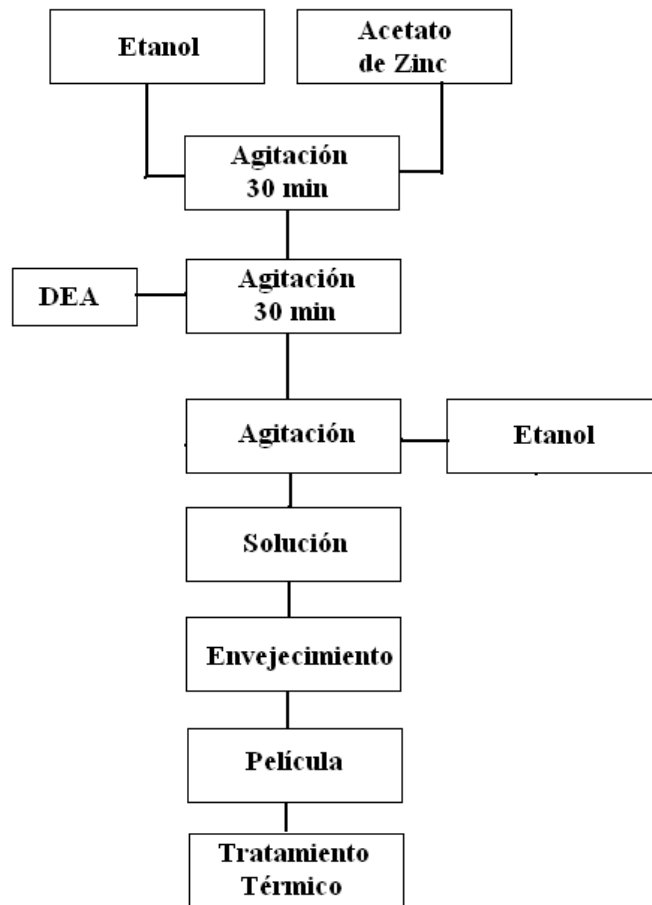 Etanol
Acetato
de Zinc
Agitación
30 min
DEA
Agitación
30 min
Agitación
Etanol
Solución
Envejecimiento
Película
Tratamiento
Térmico